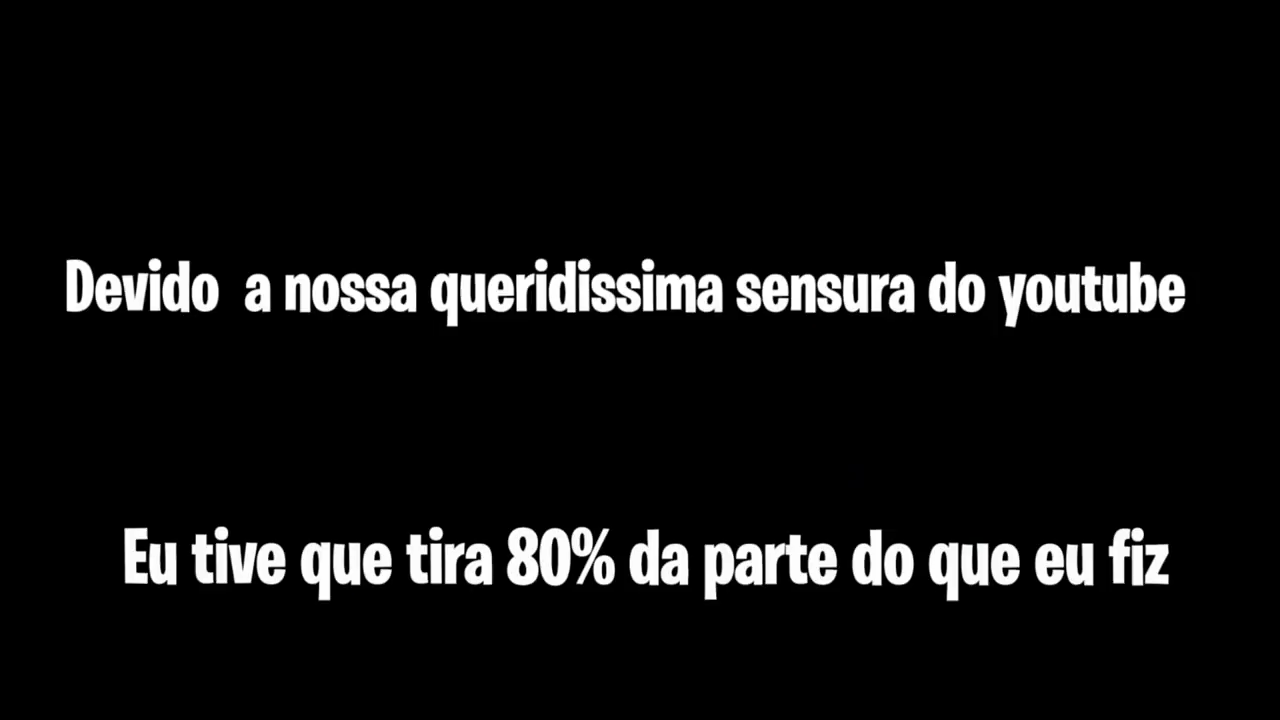 Devido a nossa queridissima sensura do youtube
Eu tive que tira 80% da parte do que eu fiz